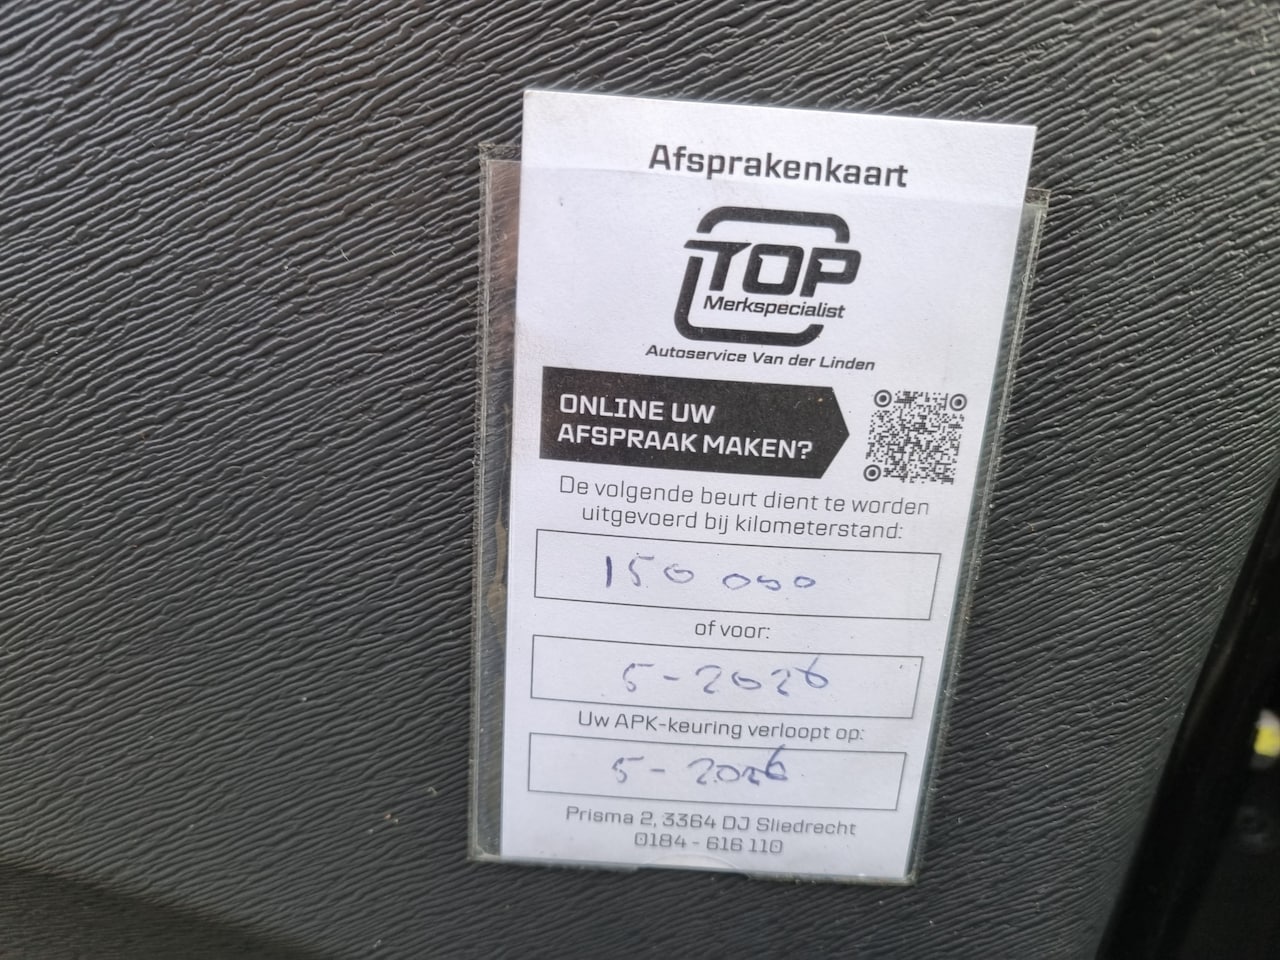 Afsprakenkaart
TOP
Merkspecialist
Autoservice Van der Linden
ONLINE UW
AFSPRAAK MAKEN?
De volgende beurt dient te worden
uitgevoerd bij kilometerstand:
150 000
of voor:
5-2026
Uw APK-keuring verloopt op:
5-2026
Prisma 2, 3364 DJ Sliedrecht
0184 - 616 110